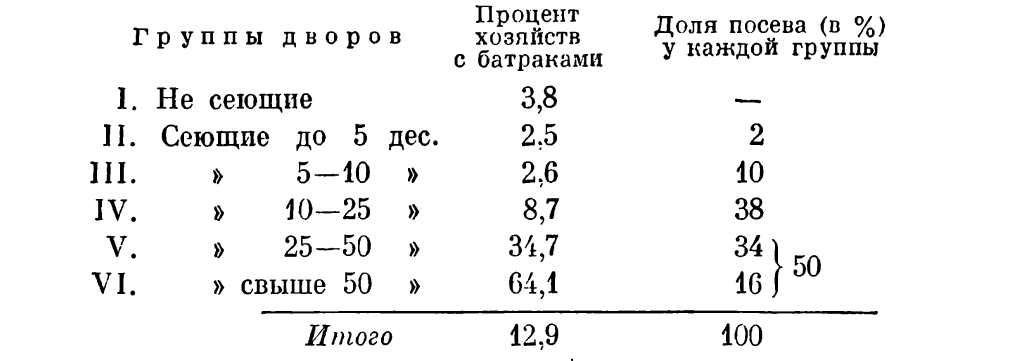 Группы дворов Процент хозяйств с батраками Доля посева (в %) у каждой группы
I. Не сеющие 3,8 —
II. Сеющие до 5 дес. 2,5 2
III. » 5—10 » 2,6 10
IV. » 10—25 » 8,7 38
V. » 25—50 » 34,7 34
VI. » свыше 50 » 64,1 16 } 50
Итого 12,9 100